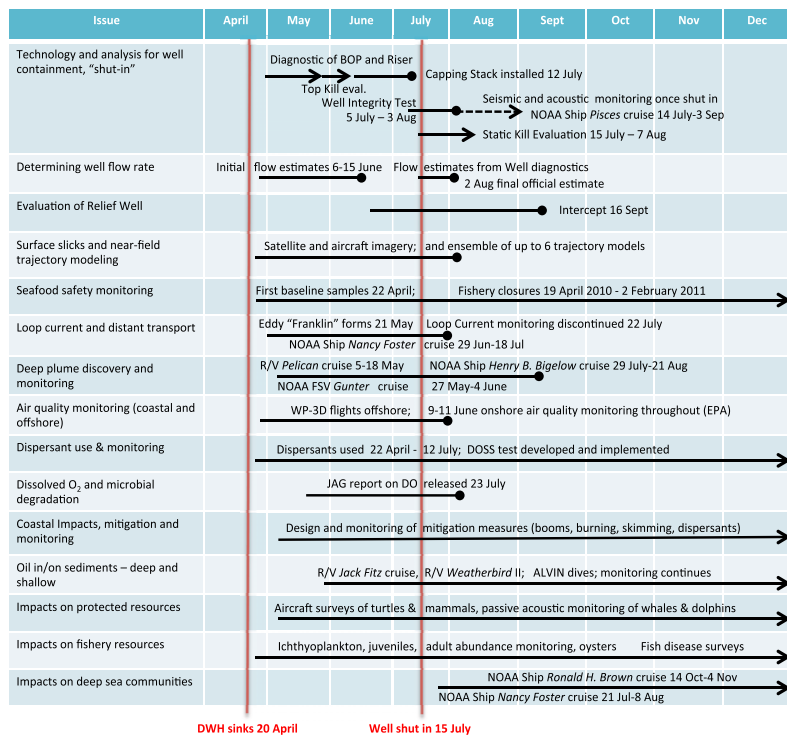 Issue April May June July Aug Sept Oct Nov Dec
Technology and analysis for well
containment, “shut-in”
Diagnostic of BOP and Riser
Capping Stack installed 12 July
Top Kill eval.
Well Integrity Test
5 July – 3 Aug
Seismic and acoustic monitoring once shut in
NOAA Ship Pisces cruise 14 July-3 Sep
Static Kill Evaluation 15 July – 7 Aug
Determining well flow rate
Initial flow estimates 6-15 June
Flow estimates from Well diagnostics
2 Aug final official estimate
Evaluation of Relief Well
Intercept 16 Sept
Surface slicks and near-field
trajectory modeling
Satellite and aircraft imagery; and ensemble of up to 6 trajectory models
Seafood safety monitoring
First baseline samples 22 April;
Fishery closures 19 April 2010 - 2 February 2011
Loop current and distant transport
Eddy “Franklin” forms 21 May
Loop Current monitoring discontinued 22 July
NOAA Ship Nancy Foster cruise 29 Jun-18 Jul
Deep plume discovery and
monitoring
R/V Pelican cruise 5-18 May
NOAA Ship Henry B. Bigelow cruise 29 July-21 Aug
NOAA FSV Gunter cruise 27 May-4 June
Air quality monitoring (coastal and
offshore)
WP-3D flights offshore; 9-11 June onshore air quality monitoring throughout (EPA)
Dispersant use & monitoring
Dispersants used 22 April - 12 July; DOSS test developed and implemented
Dissolved O2 and microbial
degradation
JAG report on DO released 23 July
Coastal Impacts, mitigation and
monitoring
Design and monitoring of mitigation measures (booms, burning, skimming, dispersants)
Oil in/on sediments – deep and
shallow
R/V Jack Fitz cruise, R/V Weatherbird II; ALVIN dives; monitoring continues
Impacts on protected resources
Aircraft surveys of turtles & mammals, passive acoustic monitoring of whales & dolphins
Impacts on fishery resources
Ichthyoplankton, juveniles, adult abundance monitoring, oysters Fish disease surveys
Impacts on deep sea communities
NOAA Ship Ronald H. Brown cruise 14 Oct-4 Nov
NOAA Ship Nancy Foster cruise 21 Jul-8 Aug
DWH sinks 20 April
Well shut in 15 July